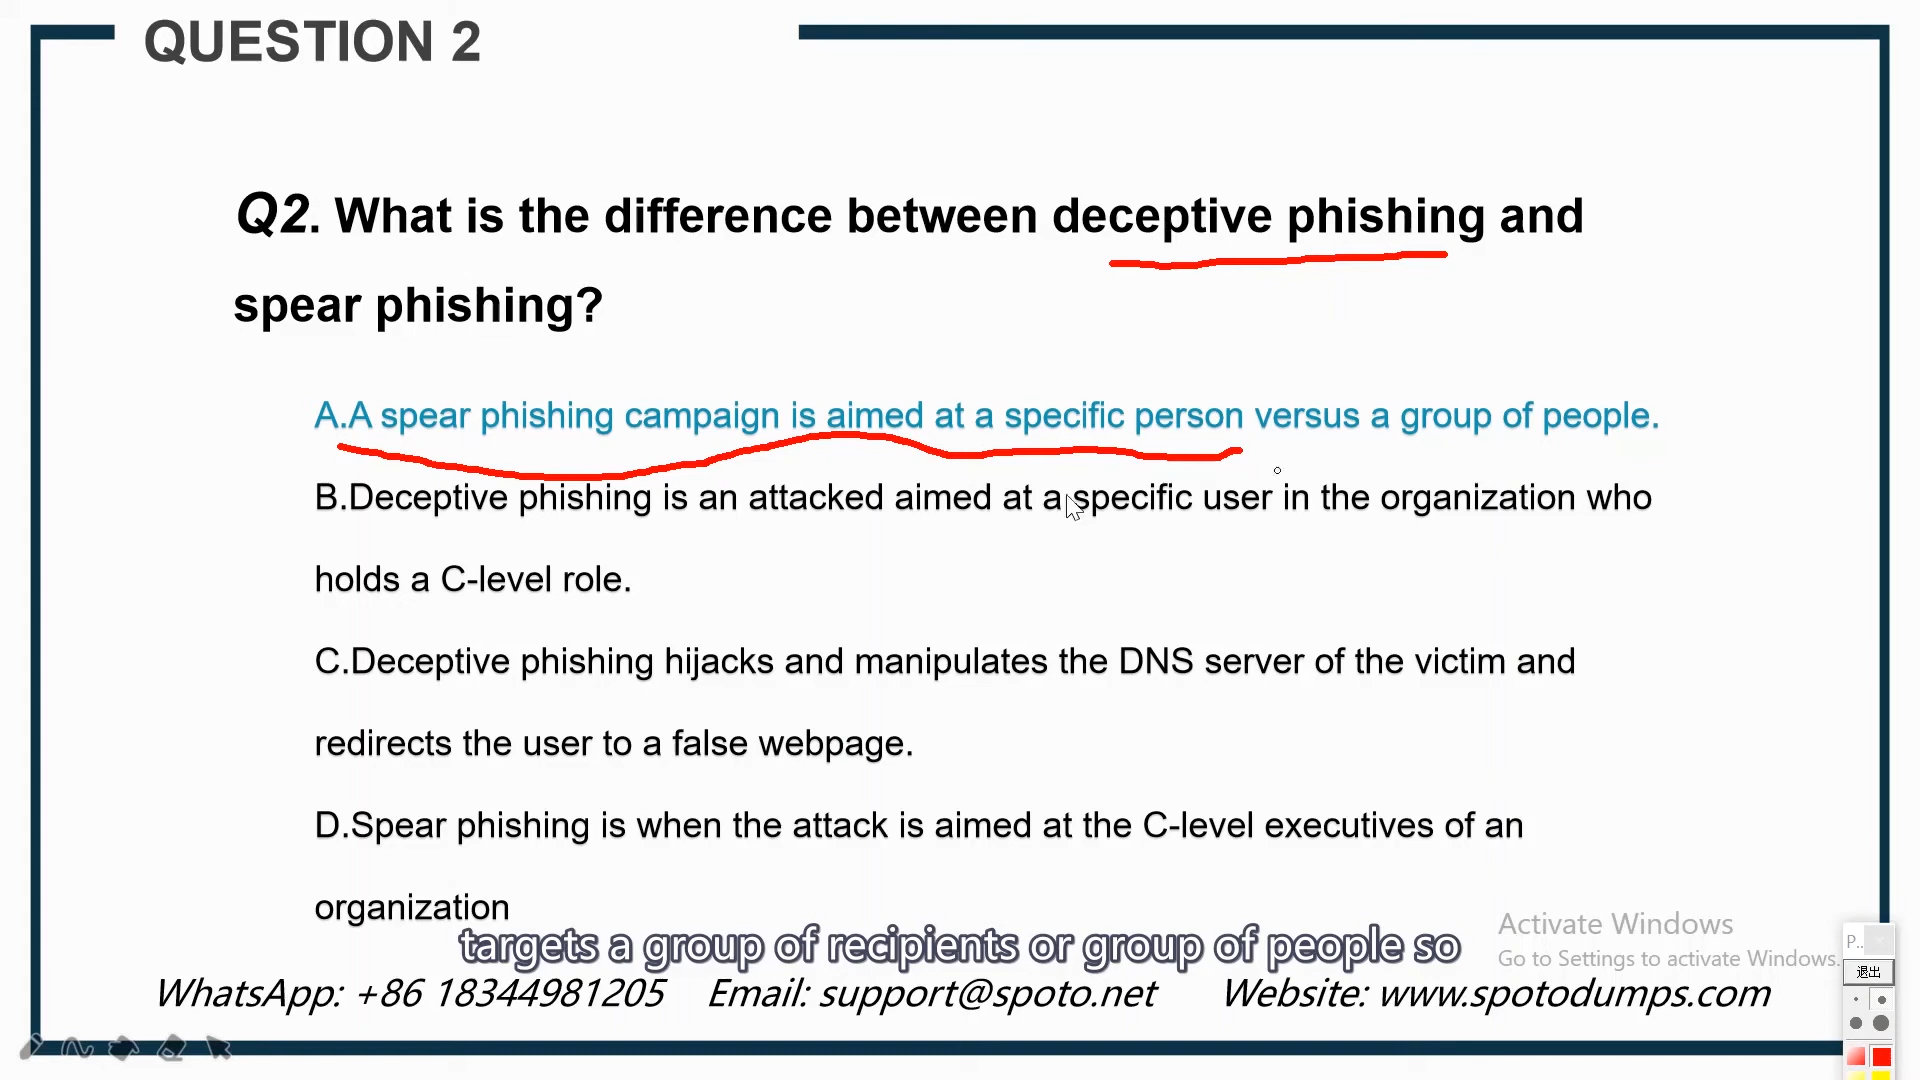 QUESTION 2
Q2. What is the difference between deceptive phishing and
spear phishing?
A.A spear phishing campaign is aimed at a specific person versus a group of people.
B.Deceptive phishing is an attacked aimed at a specific user in the organization who
holds a C-level role.
C.Deceptive phishing hijacks and manipulates the DNS server of the victim and
redirects the user to a false webpage.
D.Spear phishing is when the attack is aimed at the C-level executives of an
organization
targets a group of recipients or group of people so
Activate Windows
Go to Settings to activate Windows.
P...
退出
WhatsApp: +86 18344981205 Email: support@spoto.net Website: www.spotodumps.com